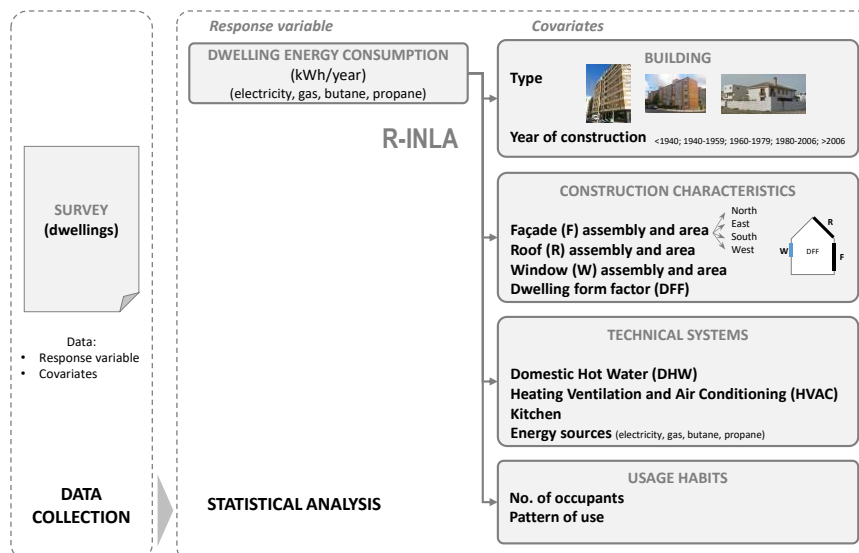 Response variable
Covariates
SURVEY
(dwellings)
Data:
• Response variable
• Covariates
DATA
COLLECTION
DWELLING ENERGY CONSUMPTION
(kWh/year)
(electricity, gas, butane, propane)
R-INLA
STATISTICAL ANALYSIS
BUILDING
Type
Year of construction <1940; 1940-1959; 1960-1979; 1980-2006; >2006
CONSTRUCTION CHARACTERISTICS
Façade (F) assembly and area
Roof (R) assembly and area
Window (W) assembly and area
Dwelling form factor (DFF)
North
East
South
West
R
W
DFF
F
TECHNICAL SYSTEMS
Domestic Hot Water (DHW)
Heating Ventilation and Air Conditioning (HVAC)
Kitchen
Energy sources (electricity, gas, butane, propane)
USAGE HABITS
No. of occupants
Pattern of use